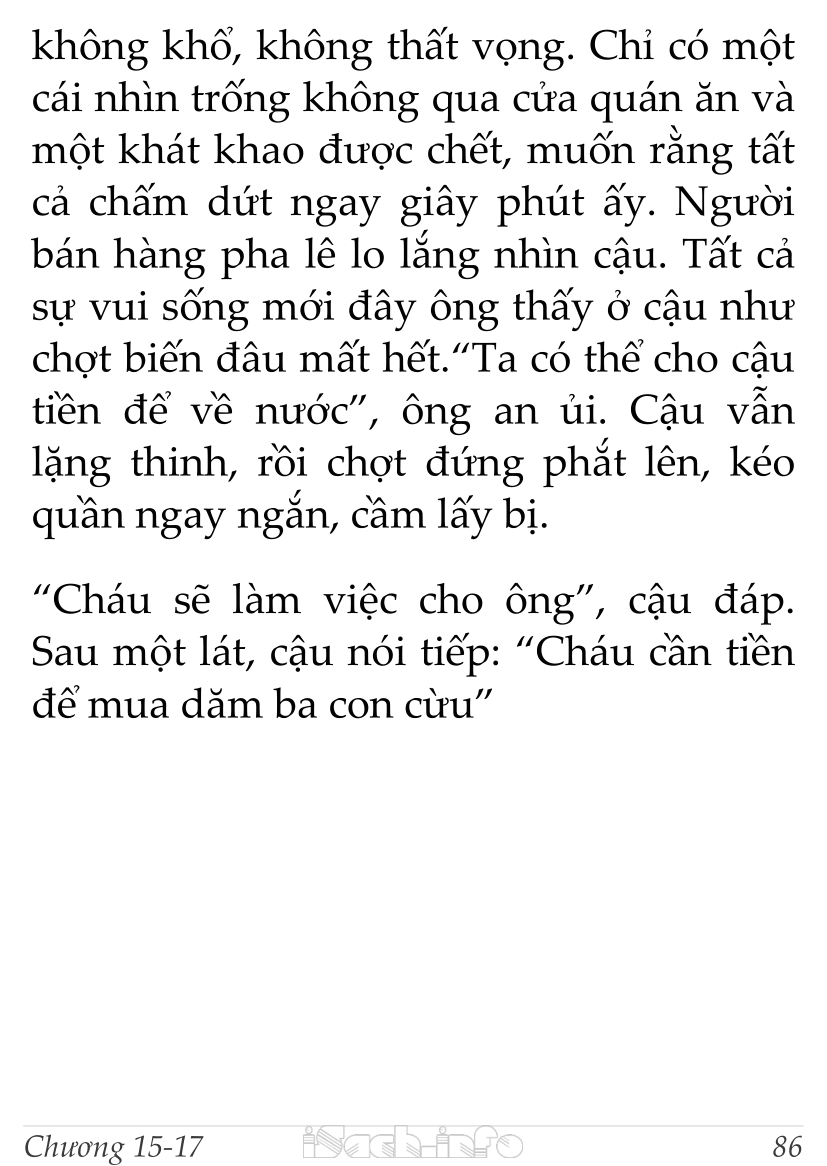 không khổ, không thất vọng. Chỉ có một
cái nhìn trống không qua cửa quán ăn và
một khát khao được chết, muốn rằng tất
cả chấm dứt ngay giây phút ấy. Người
bán hàng pha lê lo lắng nhìn cậu. Tất cả
sự vui sống mới đây ông thấy ở cậu như
chợt biến đâu mất hết.“Ta có thể cho cậu
tiền để về nước”, ông an ủi. Cậu vẫn
lặng thinh, rồi chợt đứng phắt lên, kéo
quần ngay ngắn, cầm lấy bị.
“Cháu sẽ làm việc cho ông”, cậu đáp.
Sau một lát, cậu nói tiếp: “Cháu cần tiền
để mua dăm ba con cừu”
Chương 15-17 iSach.info 86